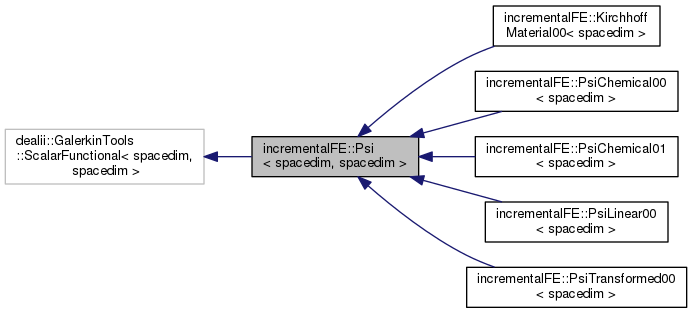 dealii::GalerkinTools
::ScalarFunctional< spacedim,
spacedim >
incrementalFE::Psi
< spacedim, spacedim >
incrementalFE::Kirchhoff
Material00< spacedim >
incrementalFE::PsiChemical00
< spacedim >
incrementalFE::PsiChemical01
< spacedim >
incrementalFE::PsiLinear00
< spacedim >
incrementalFE::PsiTransformed00
< spacedim >